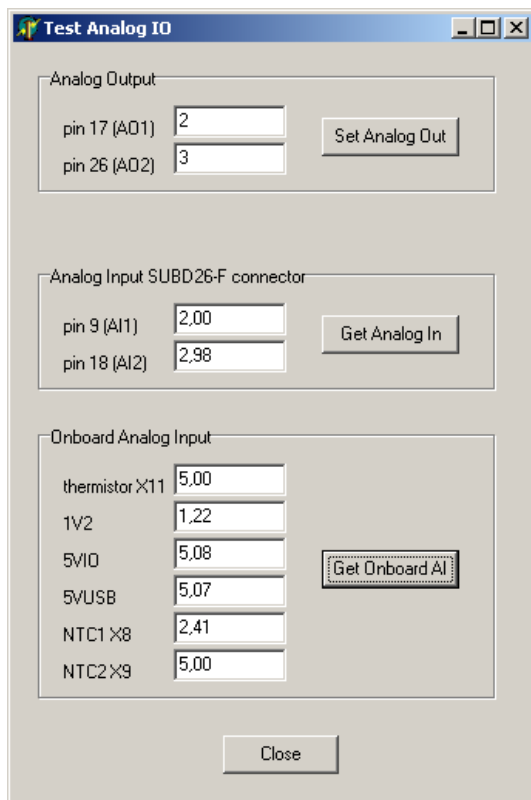 Test Analog IO
Analog Output
pin 17 (AO1) 2
pin 26 (AO2) 3
Set Analog Out
Analog Input SUBD26-F connector
pin 9 (AI1) 2,00
pin 18 (AI2) 2,98
Get Analog In
Onboard Analog Input
thermistor X11 5,00
1V2 1,22
5VIO 5,08
5VUSB 5,07
NTC1 X8 2,41
NTC2 X9 5,00
Get Onboard AI
Close